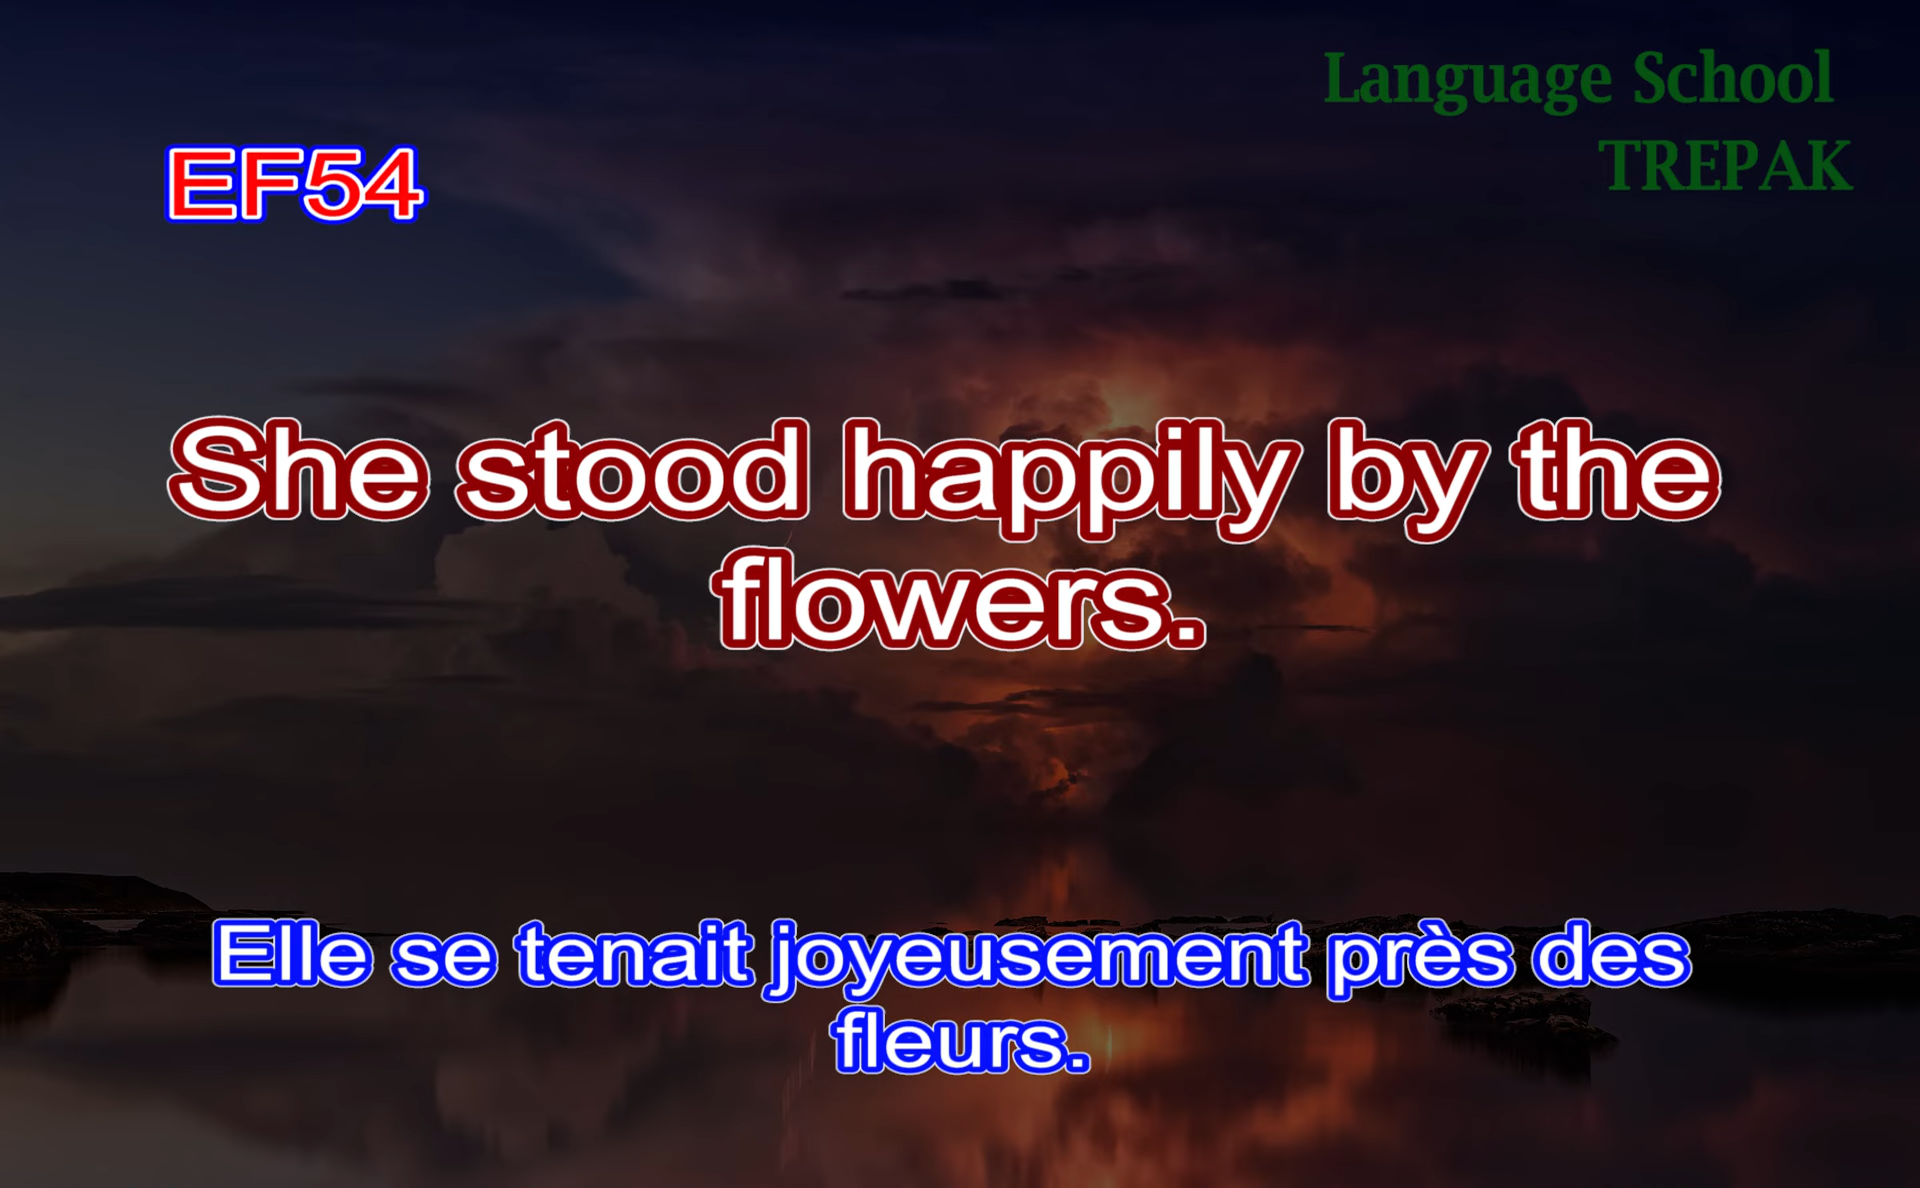 Language School
TREPAK
EF54
She stood happily by the
flowers.
Elle se tenait joyeusement près des
fleurs.